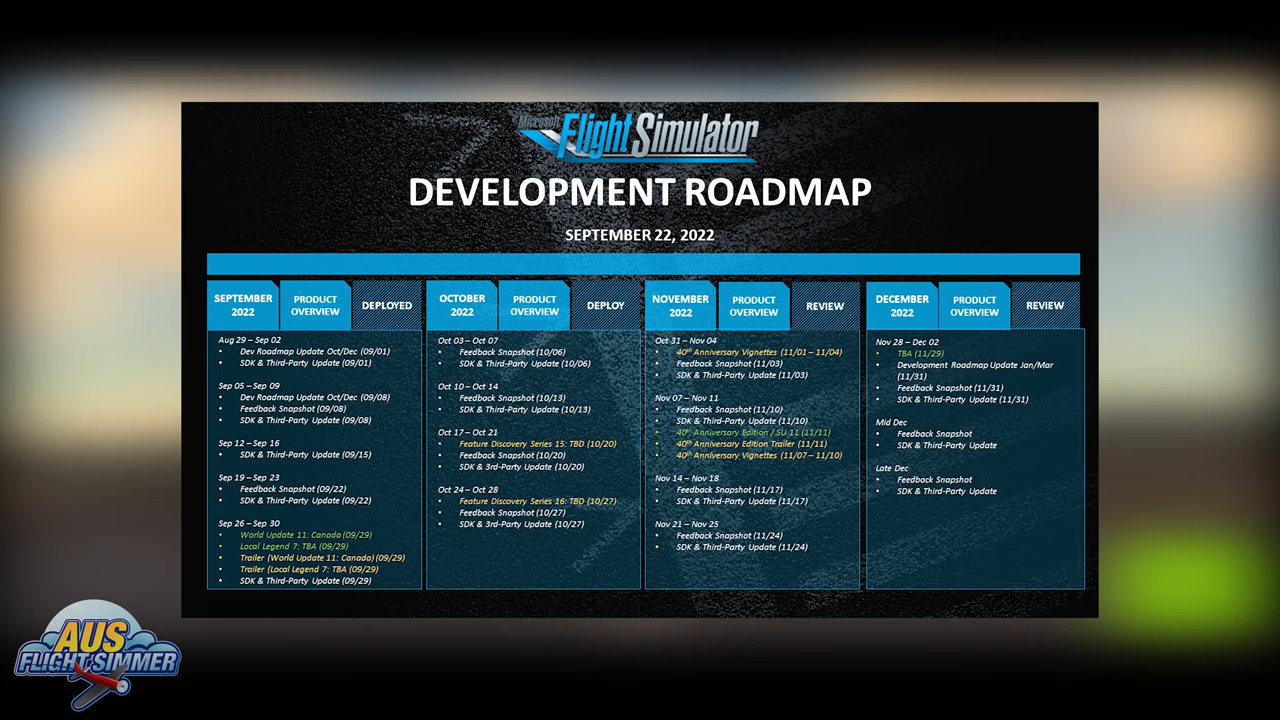 Microsoft
Flight Simulator
DEVELOPMENT ROADMAP
SEPTEMBER 22, 2022
SEPTEMBER
2022
PRODUCT
OVERVIEW
DEPLOYED
Aug 29 – Sep 02
• Dev Roadmap Update Oct/Dec (09/01)
• SDK & Third-Party Update (09/01)
Sep 05 – Sep 09
• Dev Roadmap Update Oct/Dec (09/08)
• Feedback Snapshot (09/08)
• SDK & Third-Party Update (09/08)
Sep 12 – Sep 16
• SDK & Third-Party Update (09/15)
Sep 19 – Sep 23
• Feedback Snapshot (09/22)
• SDK & Third-Party Update (09/22)
Sep 26 – Sep 30
• World Update 11: Canada (09/29)
• Local Legend 7: TBA (09/29)
• Trailer (World Update 11: Canada) (09/29)
• Trailer (Local Legend 7: TBA (09/29)
• SDK & Third-Party Update (09/29)
OCTOBER
2022
PRODUCT
OVERVIEW
DEPLOY
Oct 03 – Oct 07
• Feedback Snapshot (10/06)
• SDK & Third-Party Update (10/06)
Oct 10 – Oct 14
• Feedback Snapshot (10/13)
• SDK & Third-Party Update (10/13)
Oct 17 – Oct 21
• Feature Discovery Series 15: TBD (10/20)
• Feedback Snapshot (10/20)
• SDK & 3rd-Party Update (10/20)
Oct 24 – Oct 28
• Feature Discovery Series 16: TBD (10/27)
• Feedback Snapshot (10/27)
• SDK & 3rd-Party Update (10/27)
NOVEMBER
2022
PRODUCT
OVERVIEW
REVIEW
Oct 31 – Nov 04
• 40th Anniversary Vignettes (11/01 – 11/04)
• Feedback Snapshot (11/03)
• SDK & Third-Party Update (11/03)
Nov 07 – Nov 11
• Feedback Snapshot (11/10)
• SDK & Third-Party Update (11/10)
• 40th Anniversary Edition / SU 11 (11/11)
• 40th Anniversary Edition Trailer (11/11)
• 40th Anniversary Vignettes (11/07 – 11/10)
Nov 14 – Nov 18
• Feedback Snapshot (11/17)
• SDK & Third-Party Update (11/17)
Nov 21 – Nov 25
• Feedback Snapshot (11/24)
• SDK & Third-Party Update (11/24)
DECEMBER
2022
PRODUCT
OVERVIEW
REVIEW
Nov 28 – Dec 02
• TBA (11/29)
• Development Roadmap Update Jan/Mar
(11/31)
• Feedback Snapshot (11/31)
• SDK & Third-Party Update (11/31)
Mid Dec
• Feedback Snapshot
• SDK & Third-Party Update
Late Dec
• Feedback Snapshot
• SDK & Third-Party Update
AUS
FLIGHT SIMMER